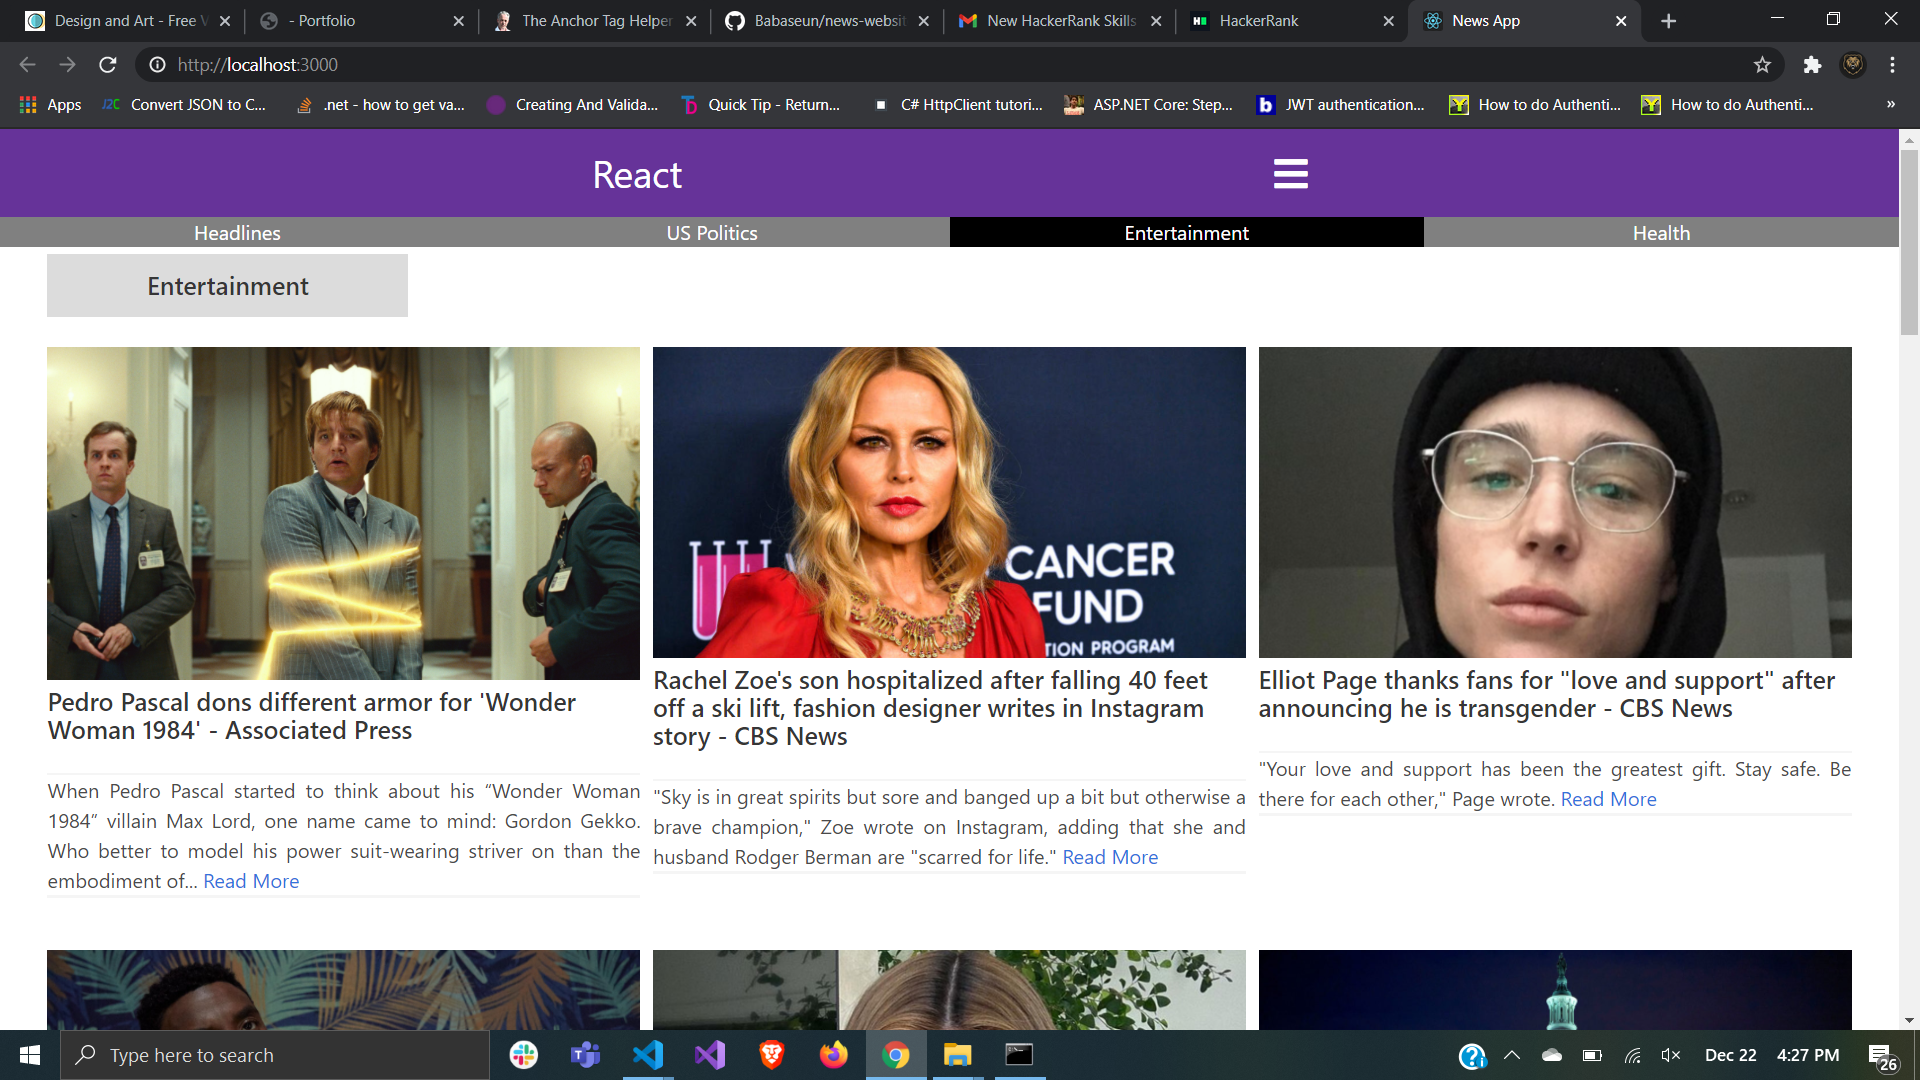 Design and Art - Free V
- Portfolio
The Anchor Tag Helper
Babaseun/news-websit
New HackerRank Skills
HackerRank
News App
http://localhost:3000
Apps
J2C Convert JSON to C...
.net - how to get va...
Creating And Valida...
Quick Tip - Return...
C# HttpClient tutori...
ASP.NET Core: Step...
b JWT authentication...
How to do Authenti...
How to do Authenti...
»
React
Headlines
US Politics
Entertainment
Health
Entertainment
CANCER
FUND
TION PROGRAM
Pedro Pascal dons different armor for 'Wonder
Woman 1984' - Associated Press
When Pedro Pascal started to think about his “Wonder Woman
1984” villain Max Lord, one name came to mind: Gordon Gekko.
Who better to model his power suit-wearing striver on than the
embodiment of... Read More
Rachel Zoe's son hospitalized after falling 40 feet
off a ski lift, fashion designer writes in Instagram
story - CBS News
"Sky is in great spirits but sore and banged up a bit but otherwise a
brave champion," Zoe wrote on Instagram, adding that she and
husband Rodger Berman are "scarred for life." Read More
Elliot Page thanks fans for "love and support" after
announcing he is transgender - CBS News
"Your love and support has been the greatest gift. Stay safe. Be
there for each other," Page wrote. Read More
Type here to search
Dec 22
4:27 PM
26